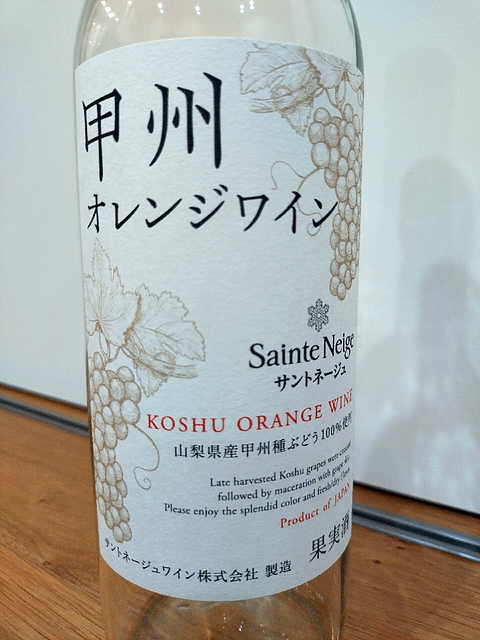 甲州
オレンジワイン
Sainte Neige
サントネージュ
KOSHU ORANGE WINE
山梨県産甲州種ぶどう100%使用
Late harvested Koshu grapes were
followed by maceration with grape
Please enjoy the splendid color and fresh/dry
Product of JAPAN
果実酒
サントネージュワイン株式会社 製造